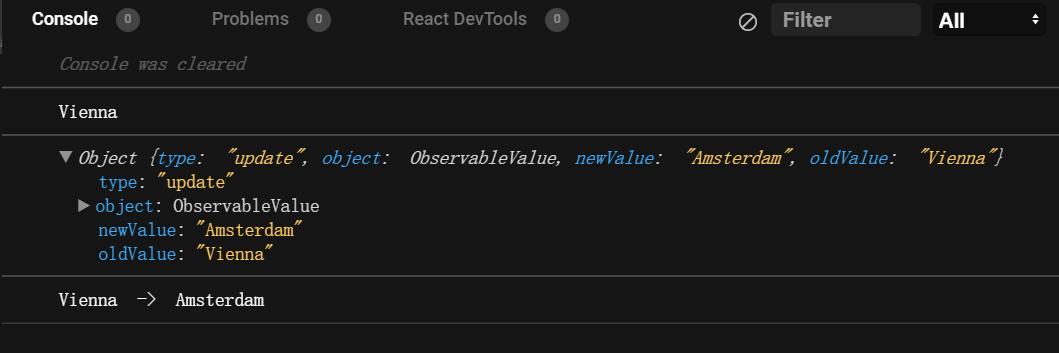 Console 0 Problems 0 React DevTools 0 Filter All
Console was cleared
Vienna
Object {type: "update", object: ObservableValue, newValue: "Amsterdam", oldValue: "Vienna"}
type: "update"
object: ObservableValue
newValue: "Amsterdam"
oldValue: "Vienna"
Vienna -> Amsterdam